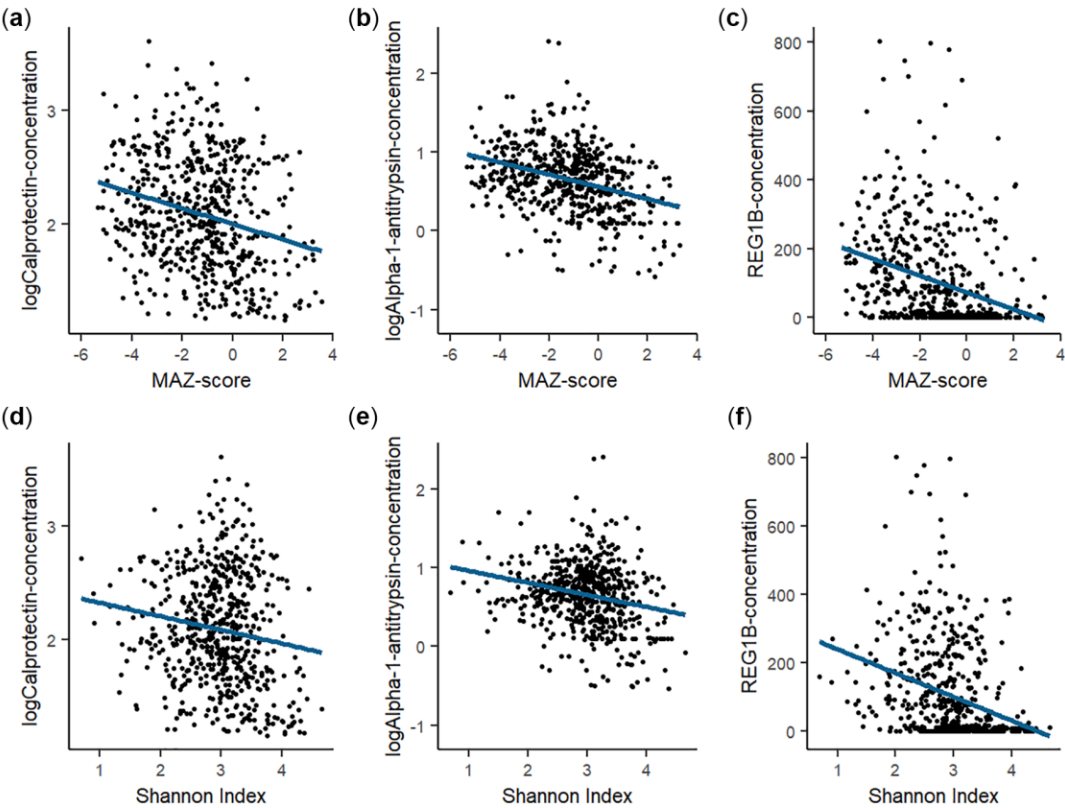 (a)
logCalprotectin-concentration
3
2
-6 -4 -2 0 2 4
MAZ-score
(b)
logAlpha-1-antitrypsin-concentration
2
1
0
-1
-6 -4 -2 0 2 4
MAZ-score
(c)
REG1B-concentration
800
600
400
200
0
-6 -4 -2 0 2 4
MAZ-score
(d)
logCalprotectin-concentration
3
2
1 2 3 4
Shannon Index
(e)
logAlpha-1-antitrypsin-concentration
2
1
0
-1
1 2 3 4
Shannon Index
(f)
REG1B-concentration
800
600
400
200
0
1 2 3 4
Shannon Index